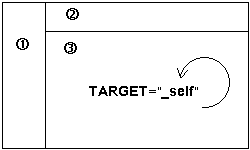 ②
①
③
TARGET="_self"